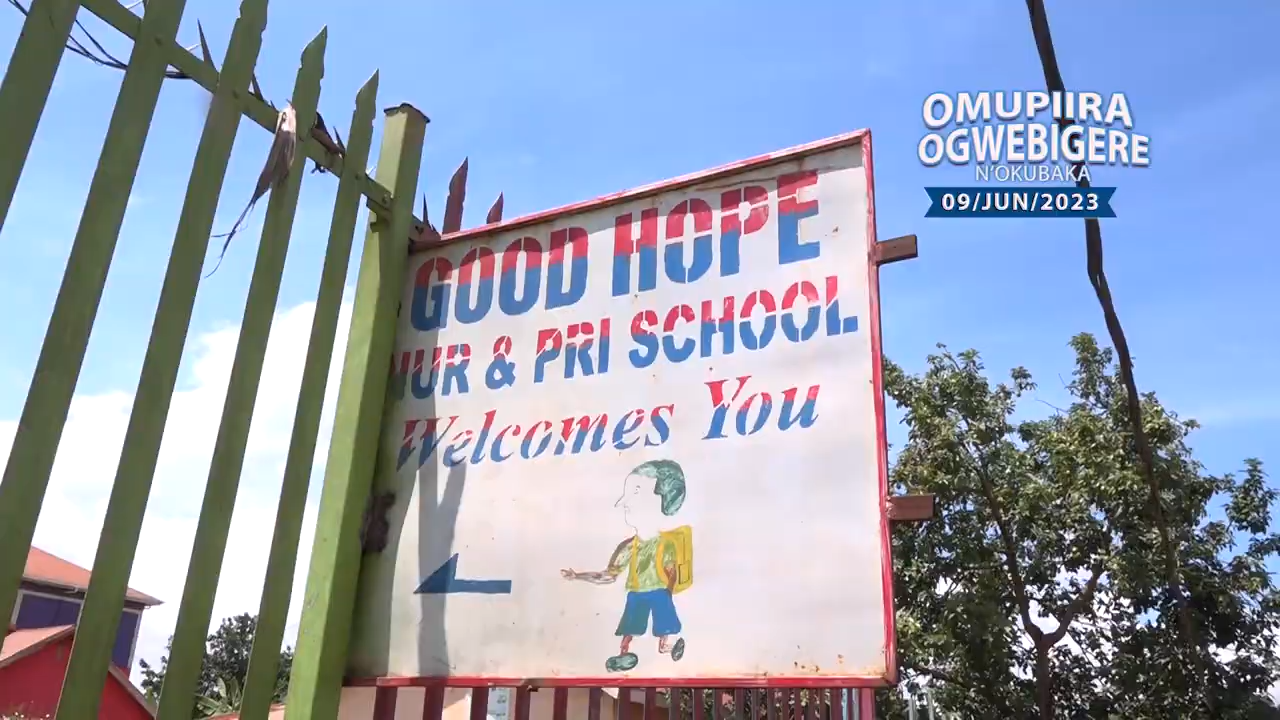 OMUPIIRA
OGWEBIGERE
N'OKUBAKA
09/JUN/2023
GOOD HOPE
NUR & PRI SCHOOL
Welcomes You